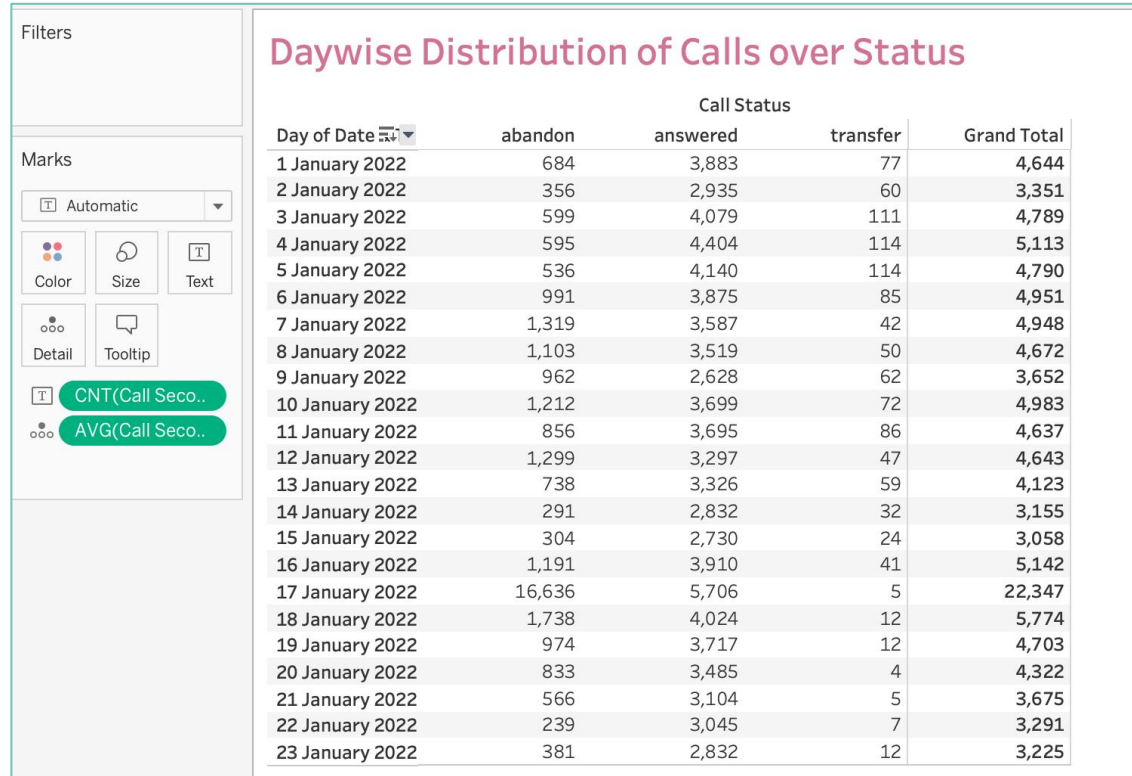 Filters
Marks
T Automatic
Color Size T Text
Detail Tooltip
T CNT(Call Seco..
AVG(Call Seco..
Daywise Distribution of Calls over Status
Call Status
Day of Date abandon answered transfer Grand Total
1 January 2022 684 3,883 77 4,644
2 January 2022 356 2,935 60 3,351
3 January 2022 599 4,079 111 4,789
4 January 2022 595 4,404 114 5,113
5 January 2022 536 4,140 114 4,790
6 January 2022 991 3,875 85 4,951
7 January 2022 1,319 3,587 42 4,948
8 January 2022 1,103 3,519 50 4,672
9 January 2022 962 2,628 62 3,652
10 January 2022 1,212 3,699 72 4,983
11 January 2022 856 3,695 86 4,637
12 January 2022 1,299 3,297 47 4,643
13 January 2022 738 3,326 59 4,123
14 January 2022 291 2,832 32 3,155
15 January 2022 304 2,730 24 3,058
16 January 2022 1,191 3,910 41 5,142
17 January 2022 16,636 5,706 5 22,347
18 January 2022 1,738 4,024 12 5,774
19 January 2022 974 3,717 12 4,703
20 January 2022 833 3,485 4 4,322
21 January 2022 566 3,104 5 3,675
22 January 2022 239 3,045 7 3,291
23 January 2022 381 2,832 12 3,225